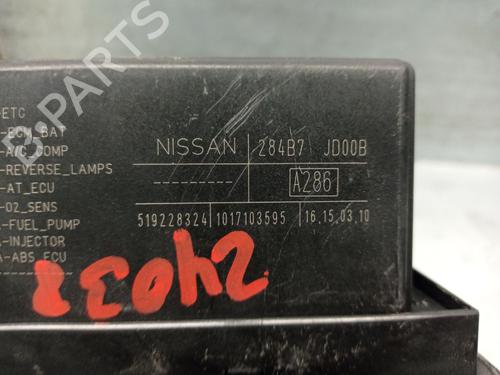 -ETC
-ECM_BAT
-A/C_COMP
-REVERSE_LAMPS
-AT_ECU
-O2_SENS
-FUEL_PUMP
-INJECTOR
-ABS_ECU
NISSAN 284B7 JD00B
A286
519228324 1017103595 16,15,03,10
24038
B-PARTS